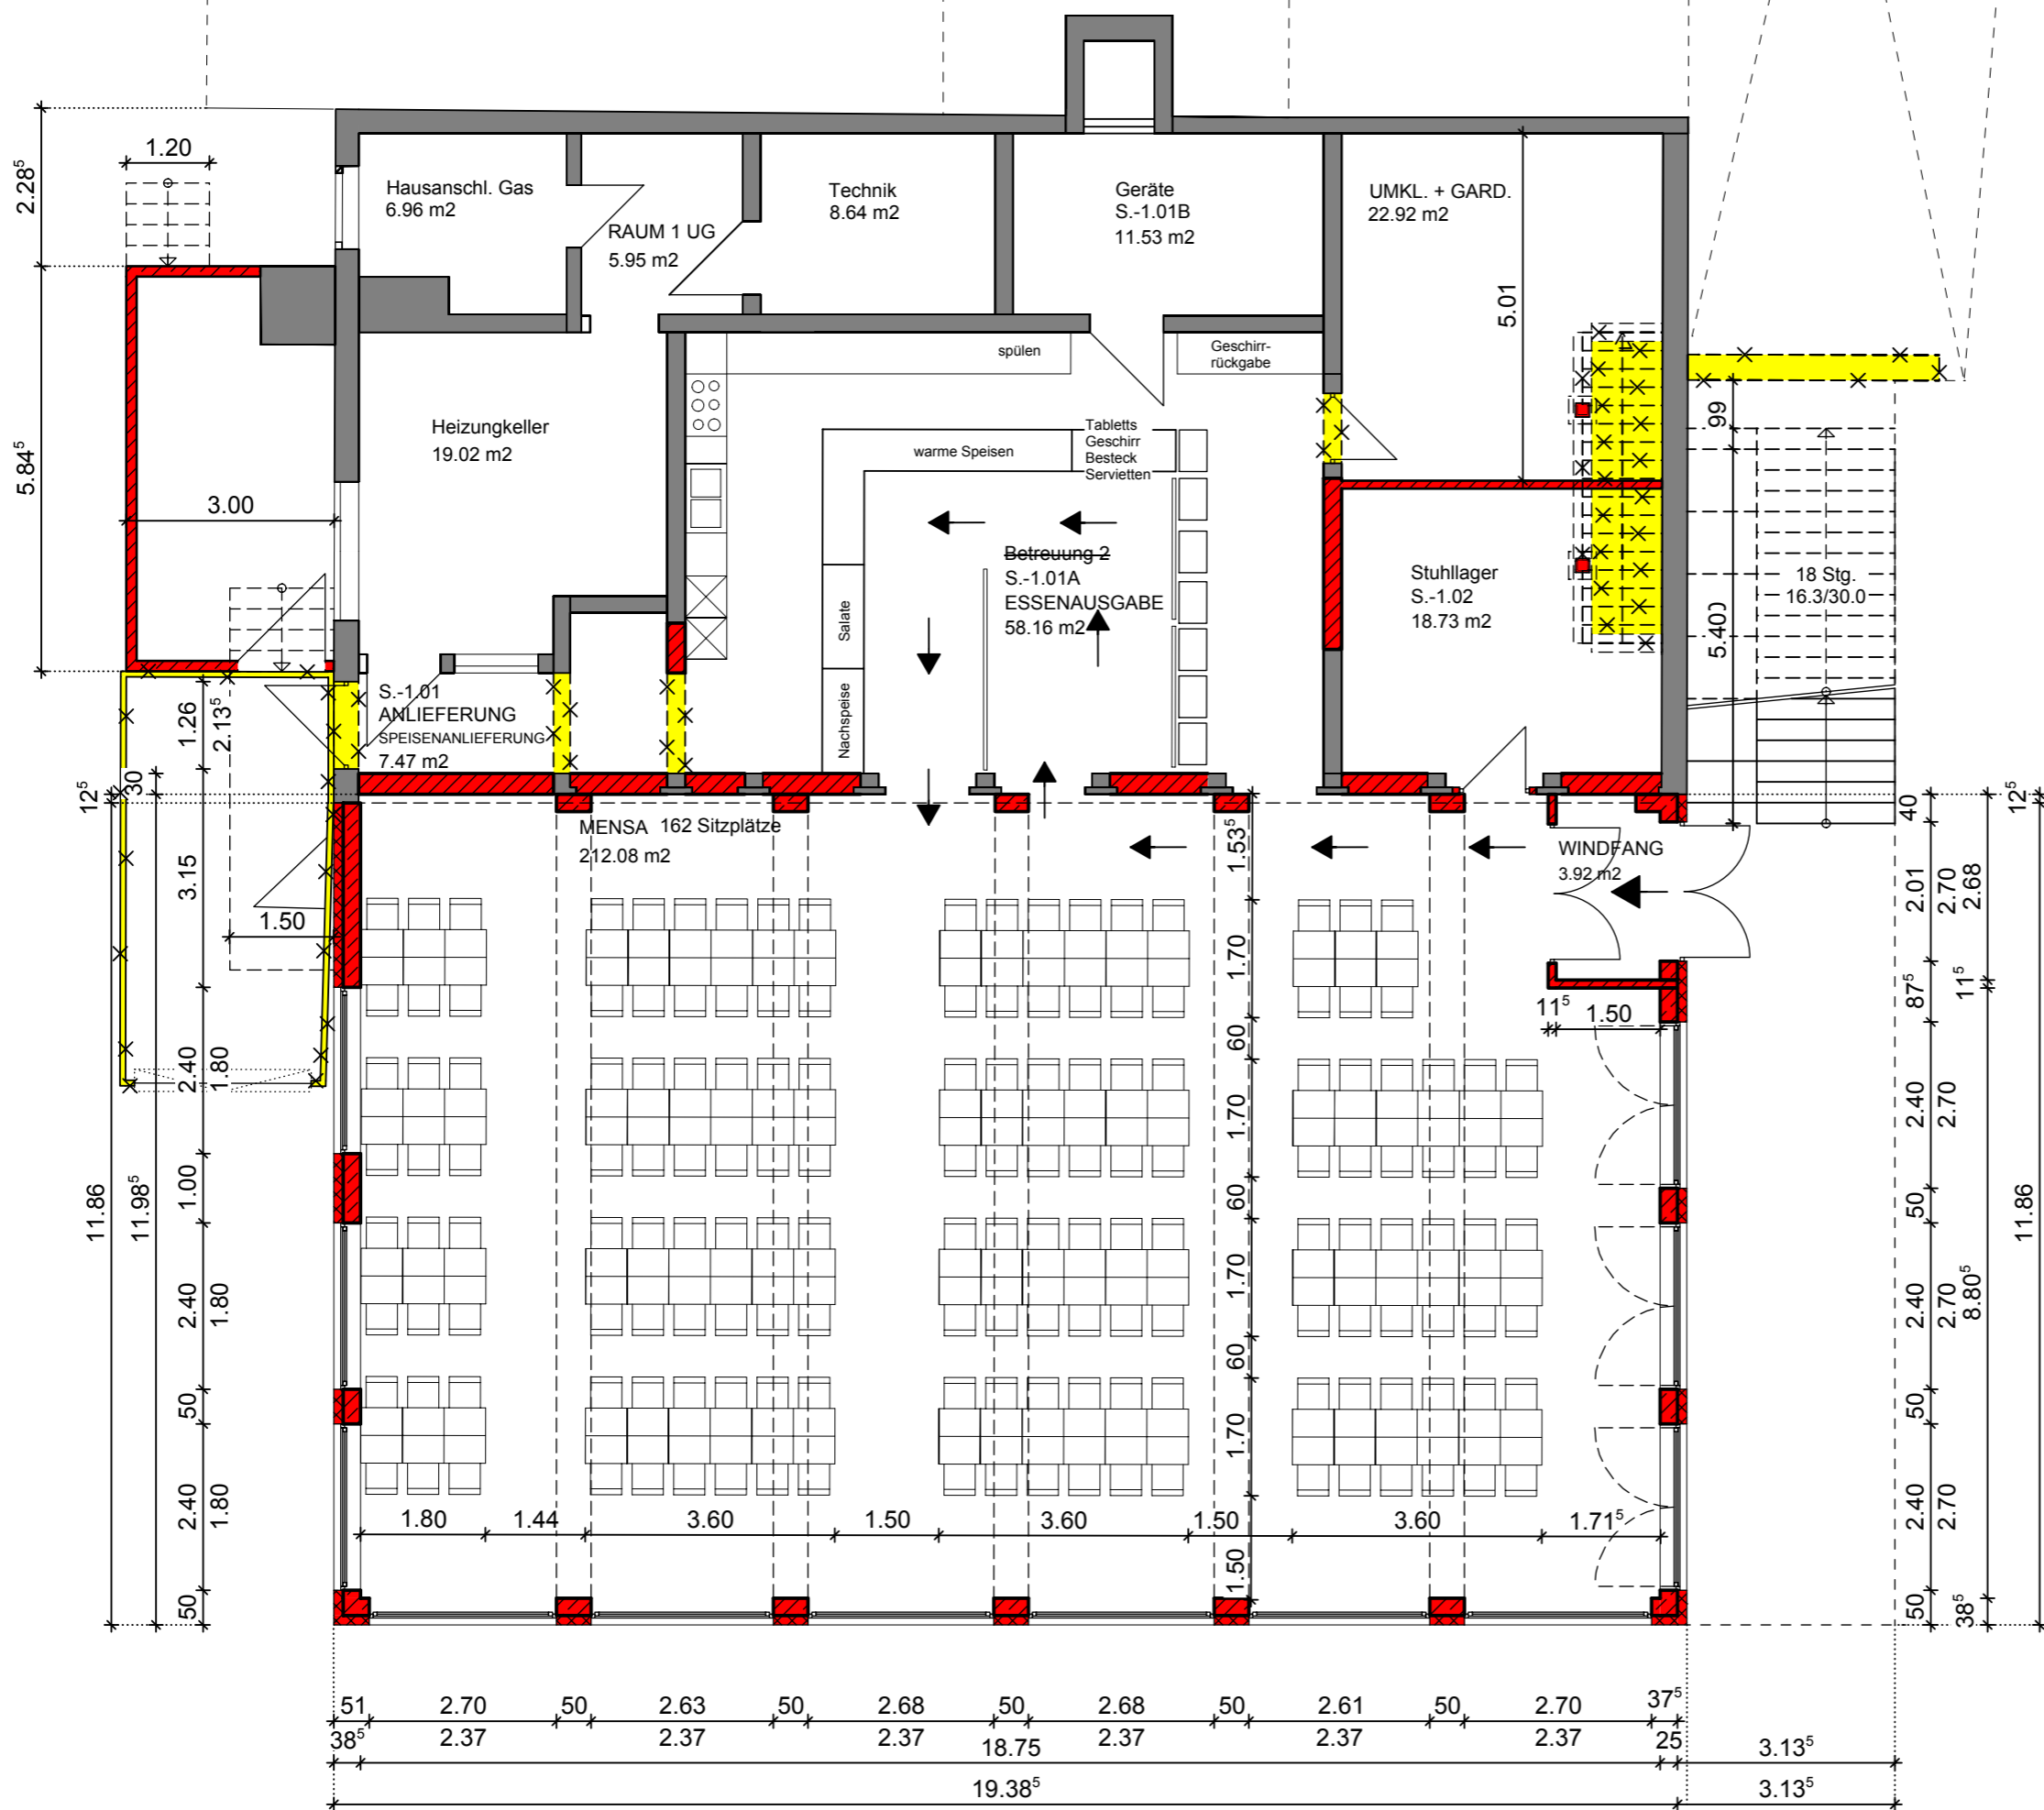 1.20
2.28⁵
Hausanschl. Gas
6.96 m2
RAUM 1 UG
5.95 m2
Technik
8.64 m2
Geräte
S.-1.01B
11.53 m2
UMKL. + GARD.
22.92 m2
5.01
spülen
Geschirr-
rückgabe
99
5.84⁵
3.00
Heizungkeller
19.02 m2
warme Speisen
Tabletts
Geschirr
Besteck
Servietten
Betreuung 2
S.-1.01A
ESSENAUSGABE
58.16 m2
Salate
Nachspeise
Stuhllager
S.-1.02
18.73 m2
18 Stg.
16.3/30.0
5.400
S.-1.01
ANLIEFERUNG
SPEISENANLIEFERUNG
7.47 m2
1.26
2.13⁵
30
12⁵
3.15
1.50
2.40
1.80
1.00
11.86
11.98⁵
2.40
1.80
50
2.40
1.80
50
MENSA 162 Sitzplätze
212.08 m2
WINDFANG
3.92 m2
1.53⁵
1.70
60
1.70
60
1.70
60
1.70
1.50
11⁵
1.50
40
12⁵
2.01
2.70
2.68
87⁵
11⁵
2.40
2.70
50
2.40
2.70
8.80⁵
11.86
50
2.40
2.70
50
38⁵
1.80
1.44
3.60
1.50
3.60
1.50
3.60
1.71⁵
51 2.70 50 2.63 50 2.68 50 2.68 50 2.61 50 2.70 37⁵
38⁵ 2.37 2.37 2.37 2.37 2.37 2.37 25
18.75
3.13⁵
19.38⁵
3.13⁵